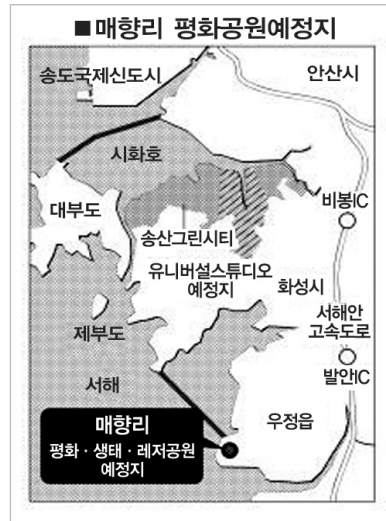 ■ 매향리 평화공원예정지
송도국제신도시
안산시
시화호
대부도
비봉IC
송산그린시티
유니버설스튜디오
예정지
화성시
제부도
서해안
고속도로
서해
발안IC
매향리
평화·생태·레저공원
예정지
우정읍